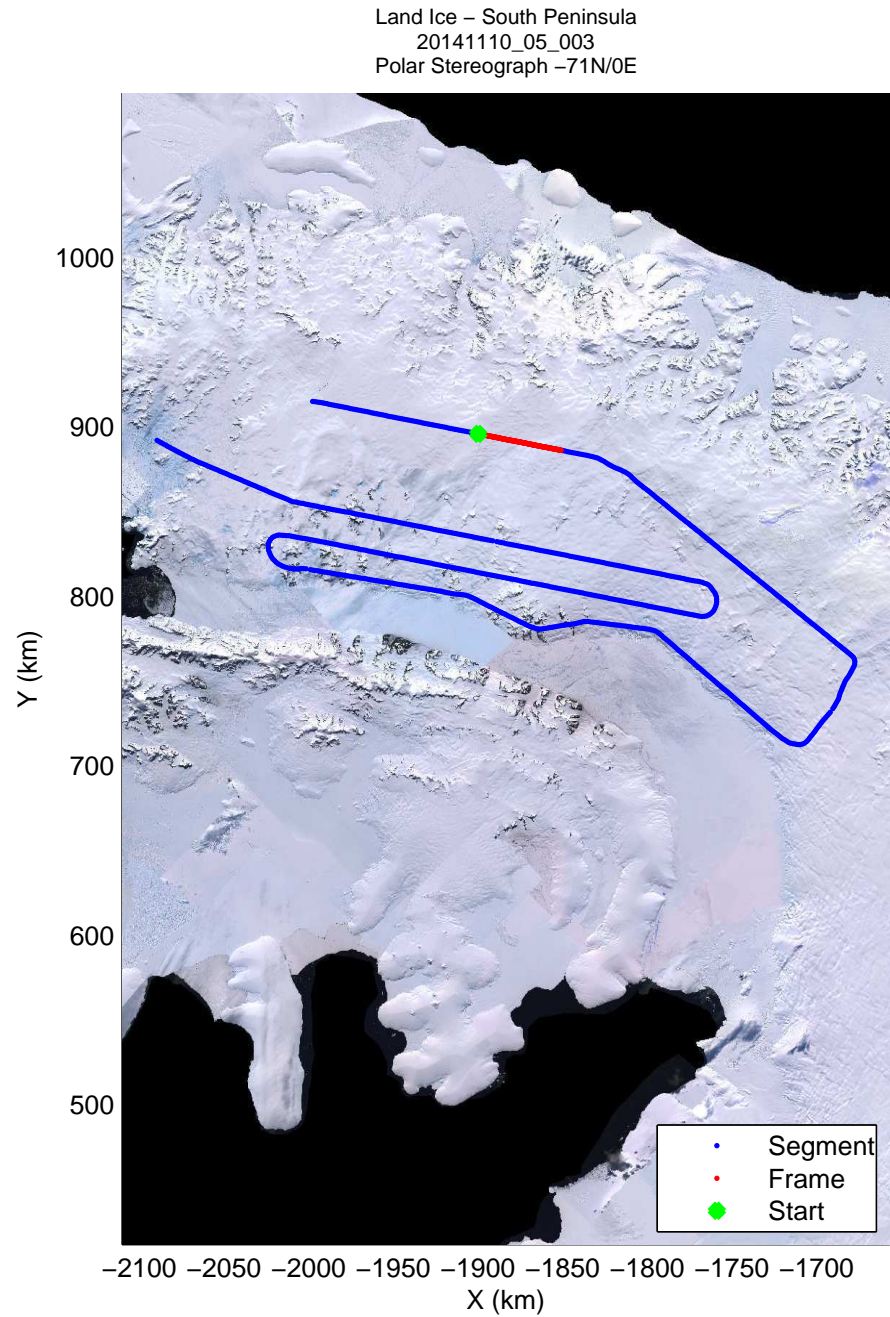 Land Ice – South Peninsula
20141110_05_003
Polar Stereograph –71N/0E
1000
900
800
700
600
500
Y (km)
Segment
Frame
Start
–2100 –2050 –2000 –1950 –1900 –1850 –1800 –1750 –1700
X (km)